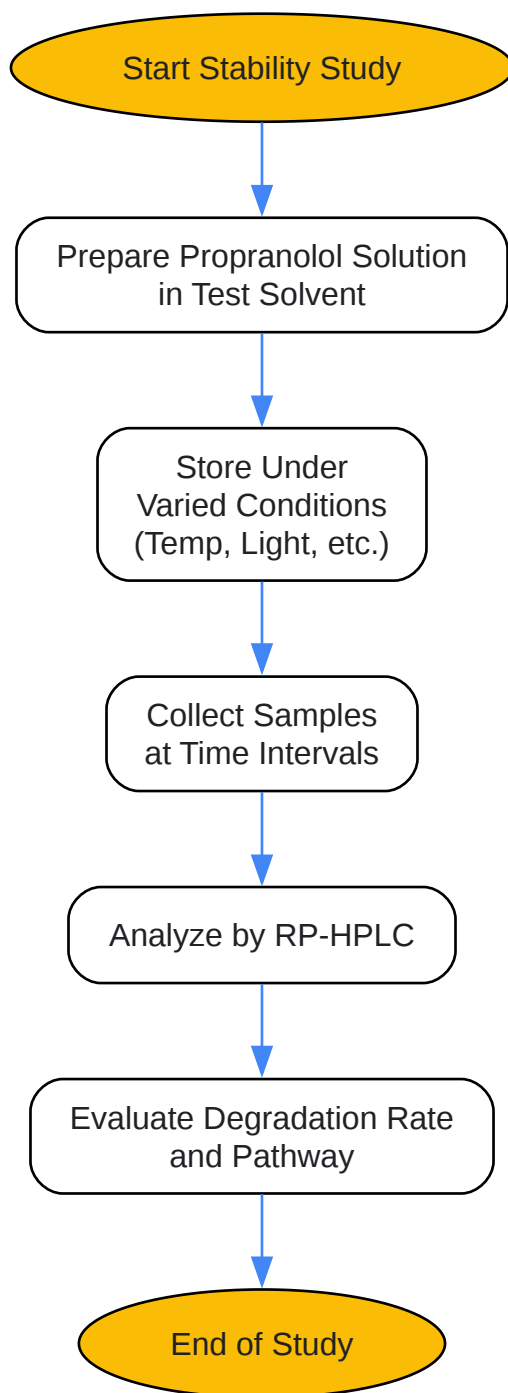 Start Stability Study
Prepare Propranolol Solution
in Test Solvent
Store Under
Varied Conditions
(Temp, Light, etc.)
Collect Samples
at Time Intervals
Analyze by RP-HPLC
Evaluate Degradation Rate
and Pathway
End of Study